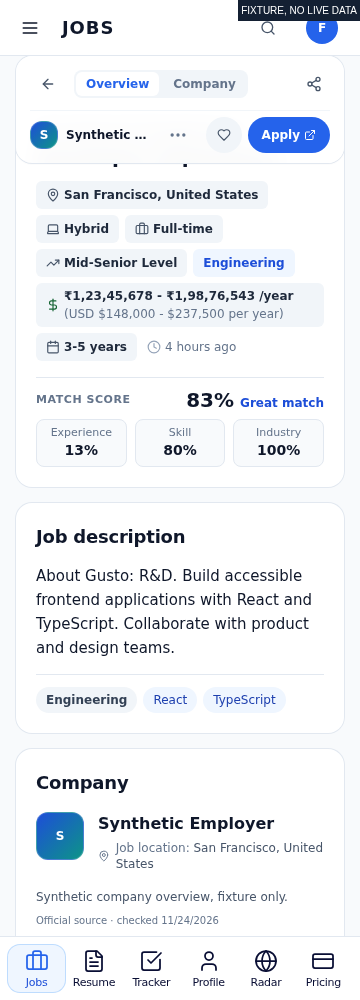 FIXTURE, NO LIVE DATA
JOBS
F
Overview
Company
S
Synthetic ...
Apply
San Francisco, United States
Hybrid
Full-time
Mid-Senior Level
Engineering
₹1,23,45,678 - ₹1,98,76,543 /year
(USD $148,000 - $237,500 per year)
3-5 years
4 hours ago
MATCH SCORE
83% Great match
Experience
Skill
Industry
13%
80%
100%
Job description
About Gusto: R&D. Build accessible
frontend applications with React and
TypeScript. Collaborate with product
and design teams.
Engineering
React
TypeScript
Company
S
Synthetic Employer
Job location: San Francisco, United
States
Synthetic company overview, fixture only.
Official source · checked 11/24/2026
Jobs
Resume
Tracker
Profile
Radar
Pricing